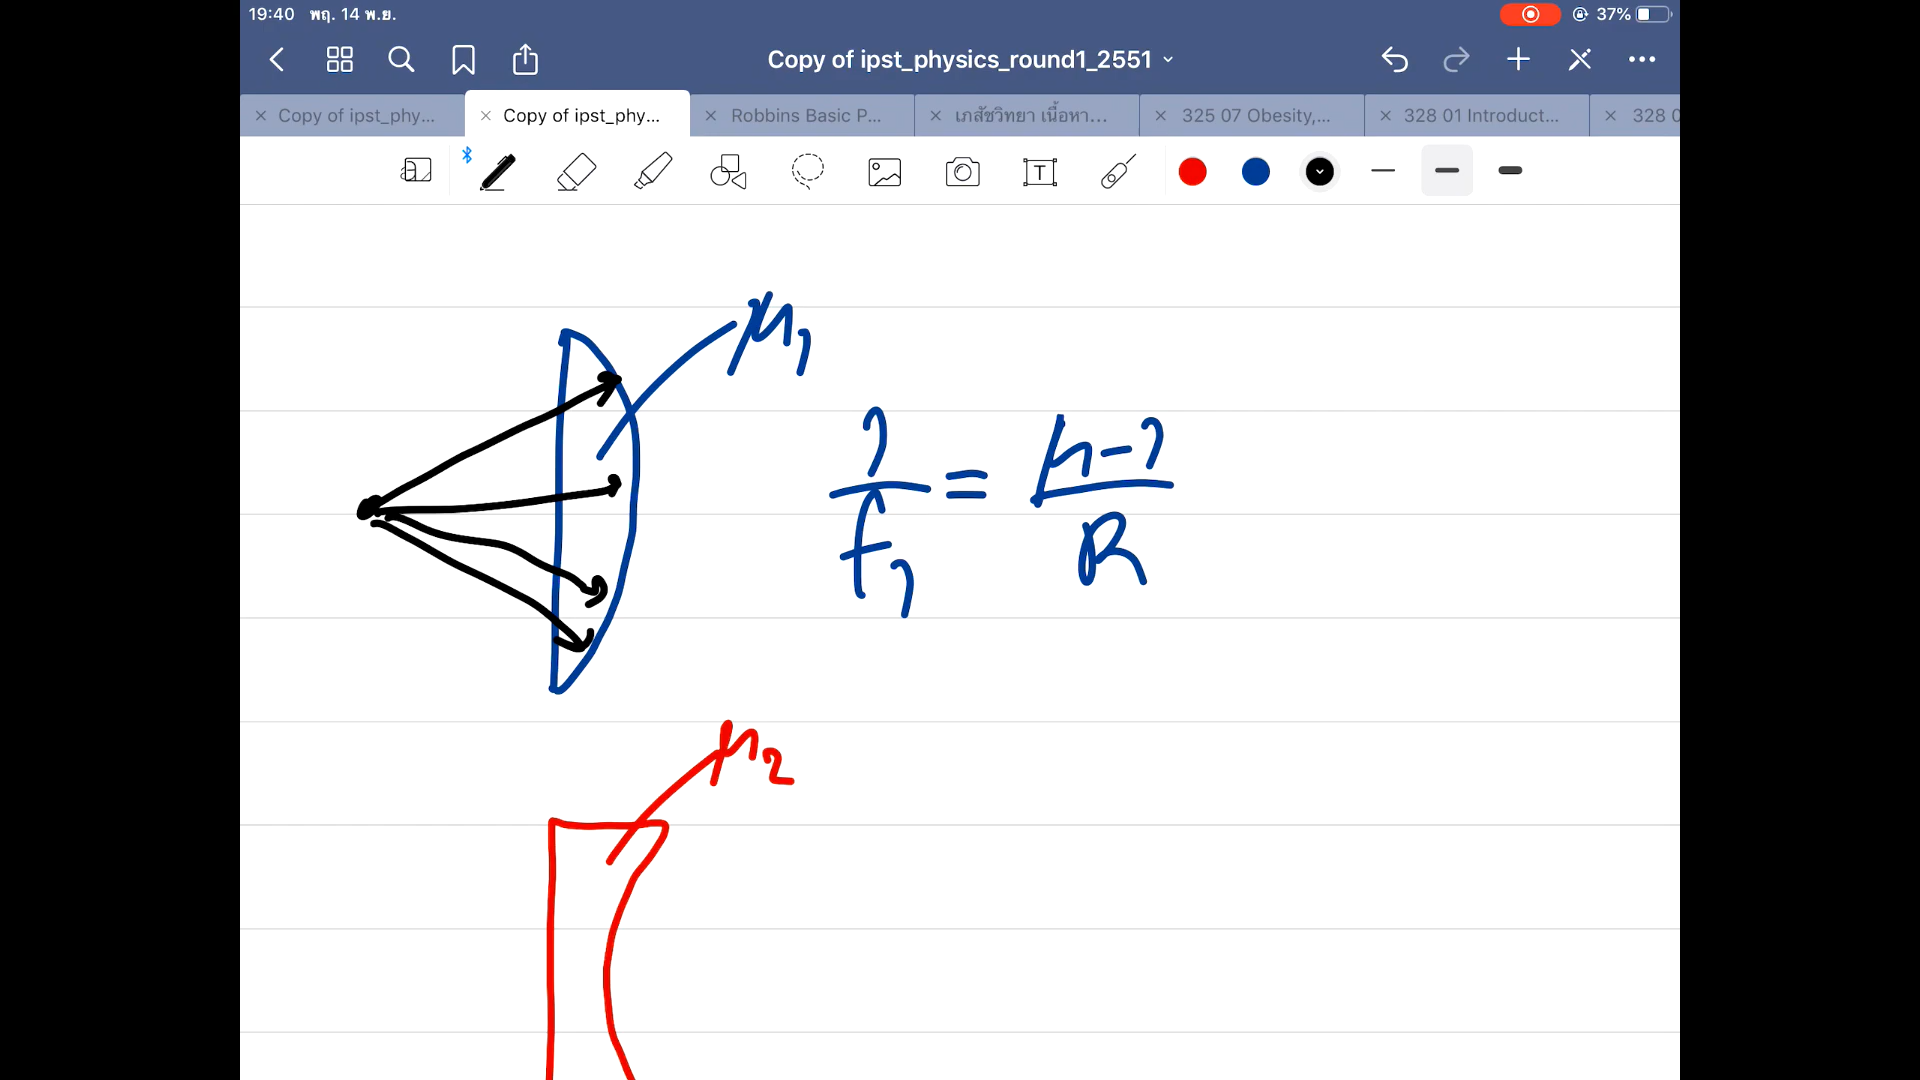 19:40 พฤ. 14 พ.ย. 37%
Copy of ipst_physics_round1_2551
Copy of ipst_phy... Copy of ipst_phy... Robbins Basic P... เภสัชวิทยา เนื้อหา... 325 07 Obesity,... 328 01 Introduct... 328 0
μ1
1/f1 = μ-1/R
μ2